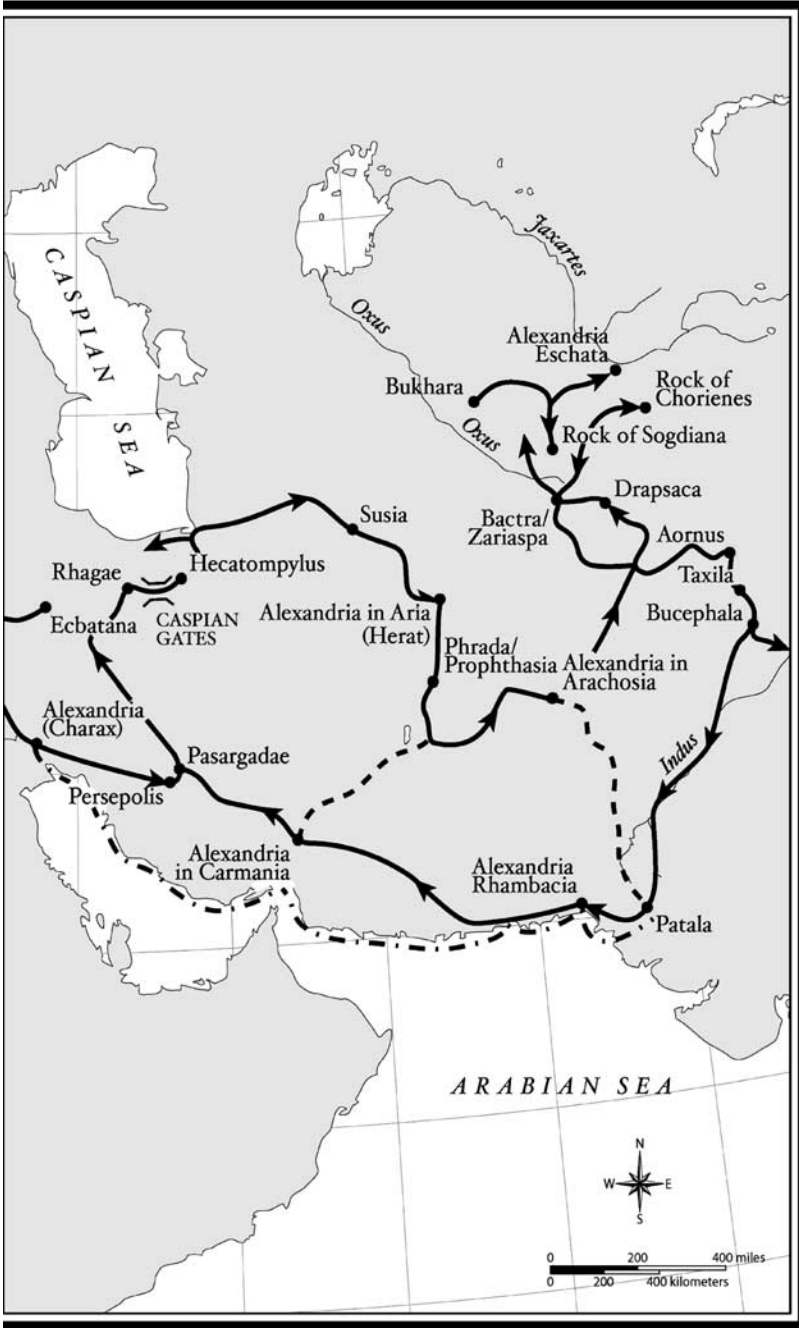 CASPIAN SEA
Jaxartes
Oxus
Alexandria
Eschata
Bukhara
Rock of
Chorienes
Oxus
Rock of Sogdiana
Drapsaca
Bactra/
Zariaspa
Susia
Aornus
Hecatompylus
Taxila
Rhagae
Alexandria in Aria
(Herat)
Bucephala
Ecbatana
CASPIAN
GATES
Phrada/
Prophthasia
Alexandria in
Arachosia
Alexandria
(Charax)
Pasargadae
Indus
Persepolis
Alexandria
in Carmania
Alexandria
Rhambacia
Patala
ARABIAN SEA
N
W E
S
0 200 400 miles
0 200 400 kilometers